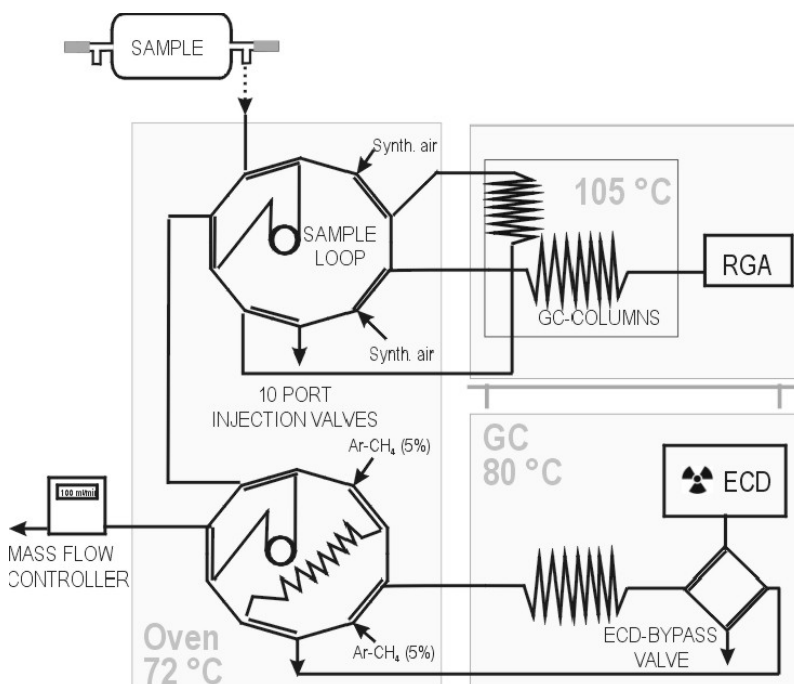 SAMPLE
Synth. air
105 °C
SAMPLE
LOOP
RGA
GC-COLUMNS
Synth. air
10 PORT
INJECTION VALVES
Ar-CH₄ (5%)
GC
80 °C
100 ml/min
ECD
MASS FLOW
CONTROLLER
Oven
72 °C
Ar-CH₄ (5%)
ECD-BYPASS
VALVE